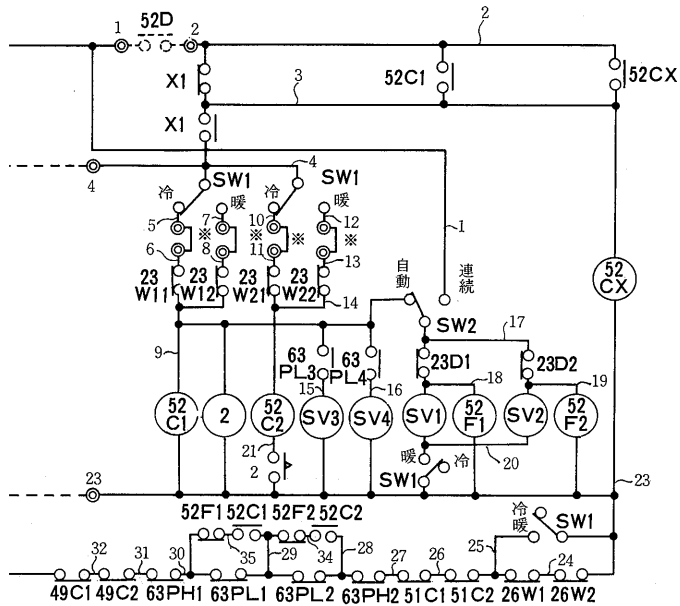 1 52D 2 2
X1 52C1 52CX
3
X1
4 4
SW1 SW1
冷 暖 冷 暖
5 7 10 12
※ ※ ※ ※
1
6 8 11 13
23 W11 23 W12 23 W21 23 W22
14
自動 連続
52 CX
SW2
17
63 PL3 63 PL4 23D1 23D2
9 15 16 18 19
52 C1 2 52 C2 SV3 SV4 SV1 52 F1 SV2 52 F2
21 20
2 暖 冷
SW1
23 23
52F1 52C1 52F2 52C2
冷 暖 SW1
35 29 34 28
32 31 30 27 26 25 24
49C1 49C2 63PH1 63PL1 63PL2 63PH2 51C1 51C2 26W1 26W2